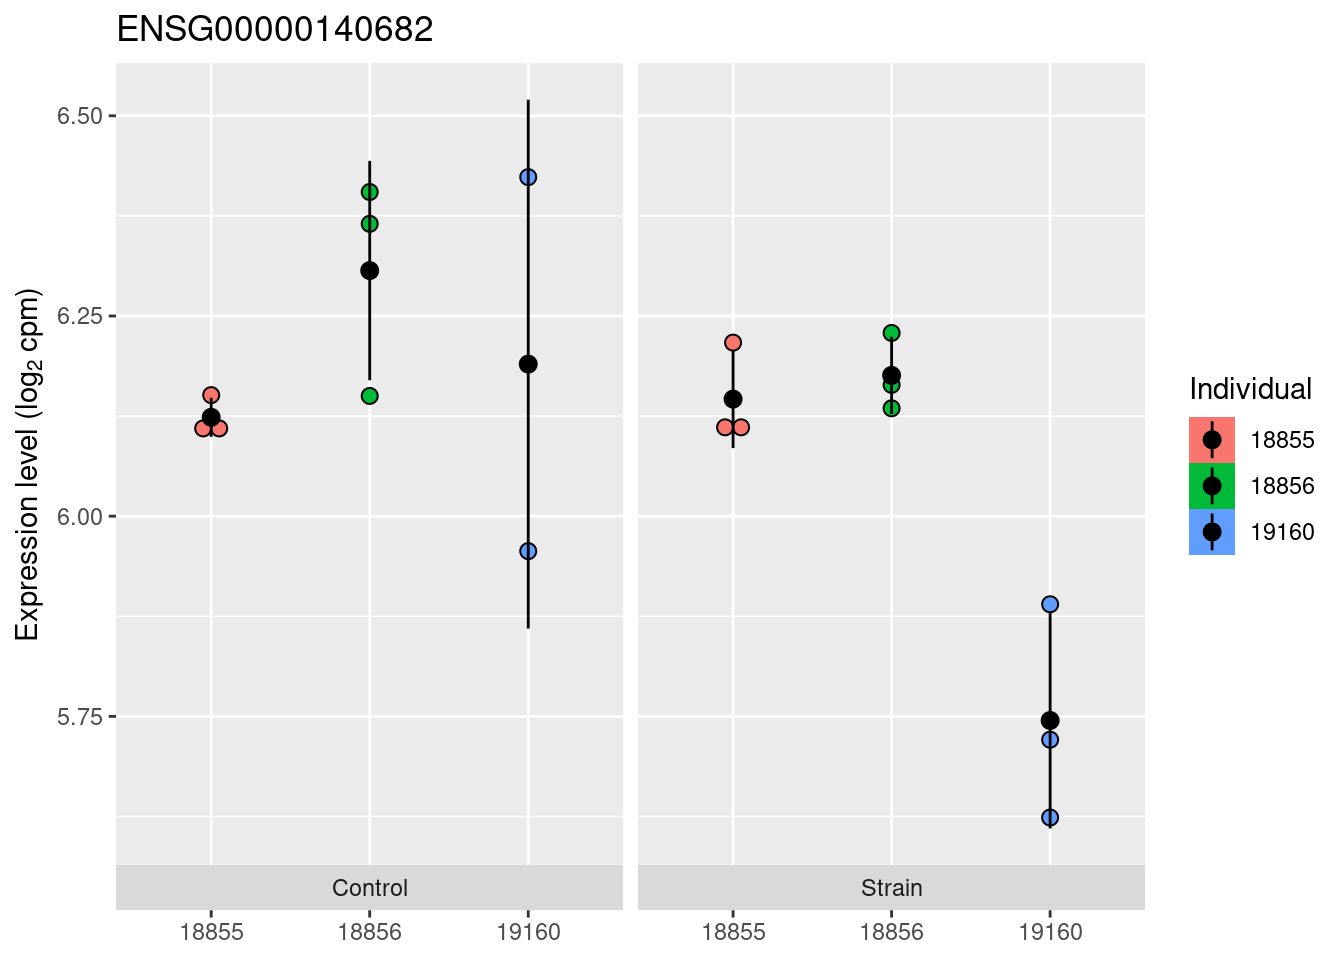 ENSG00000140682
Expression level (log2 cpm)
6.50
6.25
6.00
5.75
Control
Strain
18855
18856
19160
18855
18856
19160
Individual
18855
18856
19160